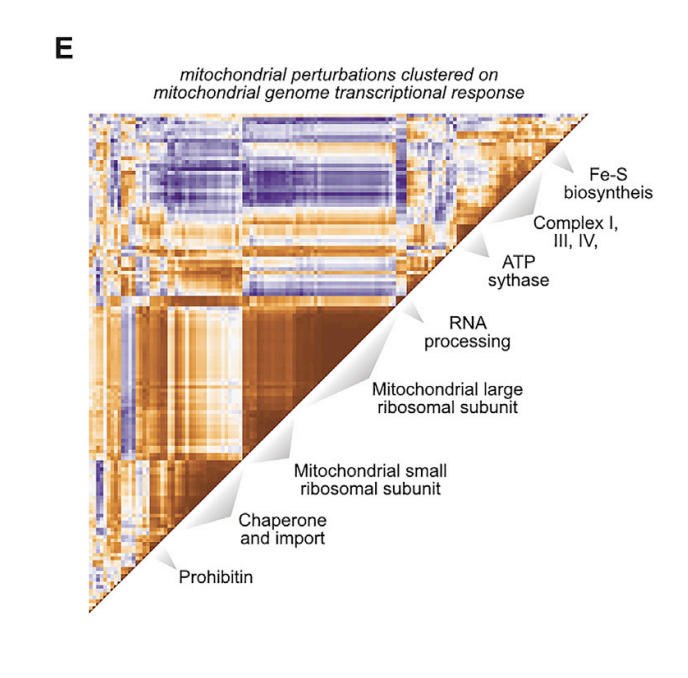 E
mitochondrial perturbations clustered on
mitochondrial genome transcriptional response
Fe-S
biosyntheis
Complex I,
III, IV,
ATP
sythase
RNA
processing
Mitochondrial large
ribosomal subunit
Mitochondrial small
ribosomal subunit
Chaperone
and import
Prohibitin